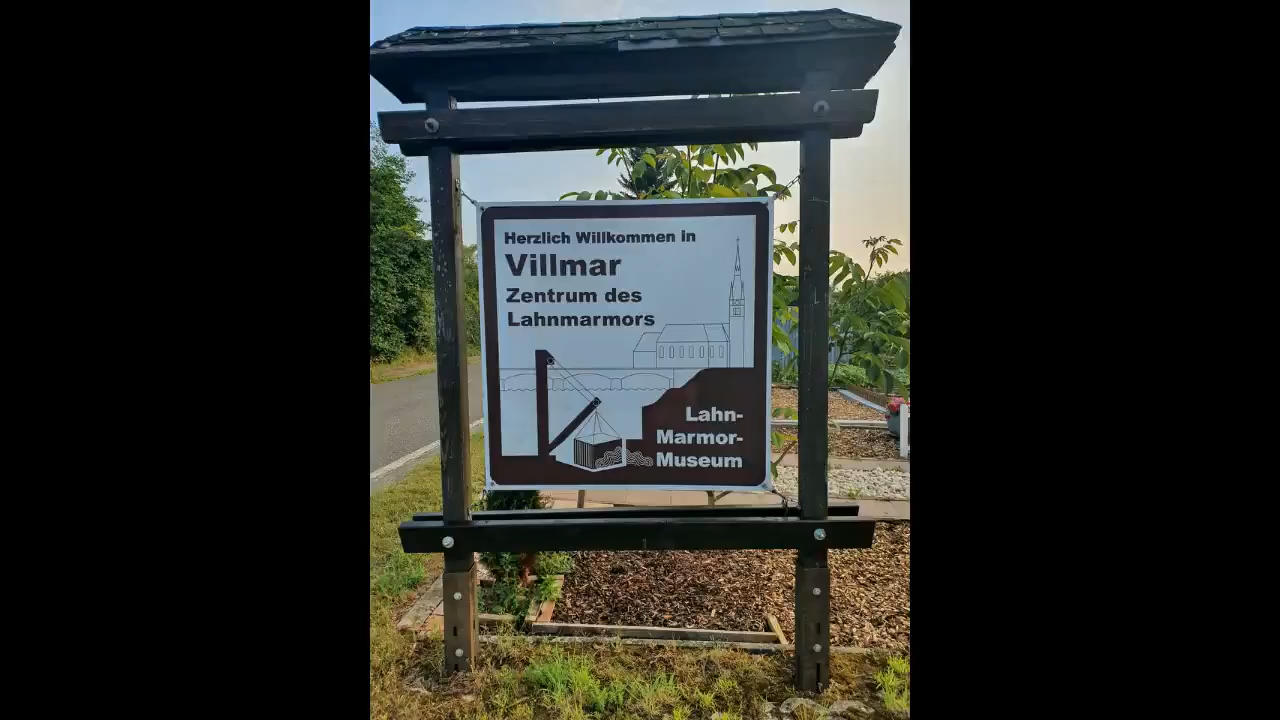 Herzlich Willkommen in
Villmar
Zentrum des
Lahnmarmors
Lahn-
Marmor-
Museum